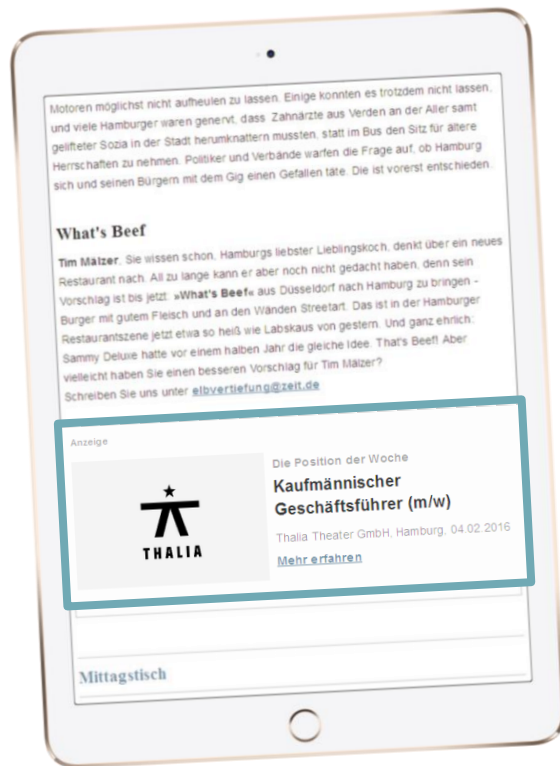 Motoren möglichst nicht aufheulen zu lassen. Einige konnten es trotzdem nicht lassen,
und viele Hamburger waren genervt, dass Zahnärzte aus Verden an der Aller samt
gelifteter Sozia in der Stadt herumknattern mussten, statt im Bus den Sitz für ältere
Herrschaften zu nehmen. Politiker und Verbände warfen die Frage auf, ob Hamburg
sich und seinen Bürgern mit dem Gig einen Gefallen täte. Die ist vorerst entschieden.
What's Beef
Tim Mälzer, Sie wissen schon, Hamburgs liebster Lieblingskoch, denkt über ein neues
Restaurant nach. All zu lange kann er aber noch nicht gedacht haben, denn sein
Vorschlag ist bis jetzt: »What's Beef« aus Düsseldorf nach Hamburg zu bringen -
Burger mit gutem Fleisch und an den Wänden Streetart. Das ist in der Hamburger
Restaurantszene jetzt etwa so heiß wie Labskaus von gestern. Und ganz ehrlich:
Sammy Deluxe hatte vor einem halben Jahr die gleiche Idee. That's Beef! Aber
vielleicht haben Sie einen besseren Vorschlag für Tim Mälzer?
Schreiben Sie uns unter elbvertiefung@zeit.de
Anzeige
THALIA
Die Position der Woche
Kaufmännischer
Geschäftsführer (m/w)
Thalia Theater GmbH, Hamburg, 04.02.2016
Mehr erfahren
Mittagstisch